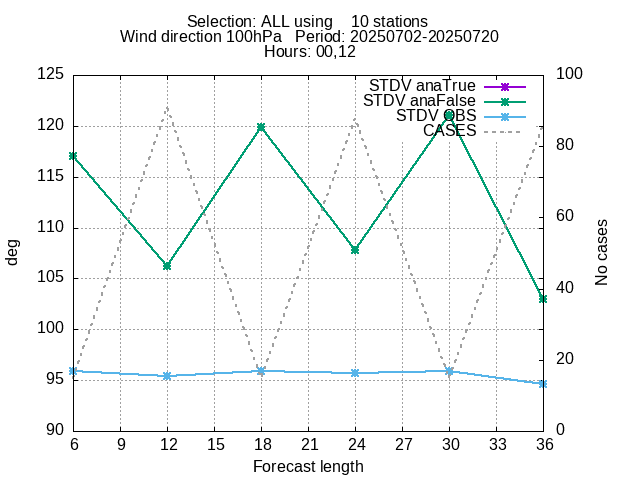 Selection: ALL using    10 stations
Wind direction 100hPa   Period: 20250702-20250720
Hours: 00,12
125
120
115
110
105
100
95
90
deg
100
80
60
40
20
0
No cases
STDV anaTrue
STDV anaFalse
STDV OBS
CASES
6 9 12 15 18 21 24 27 30 33 36
Forecast length